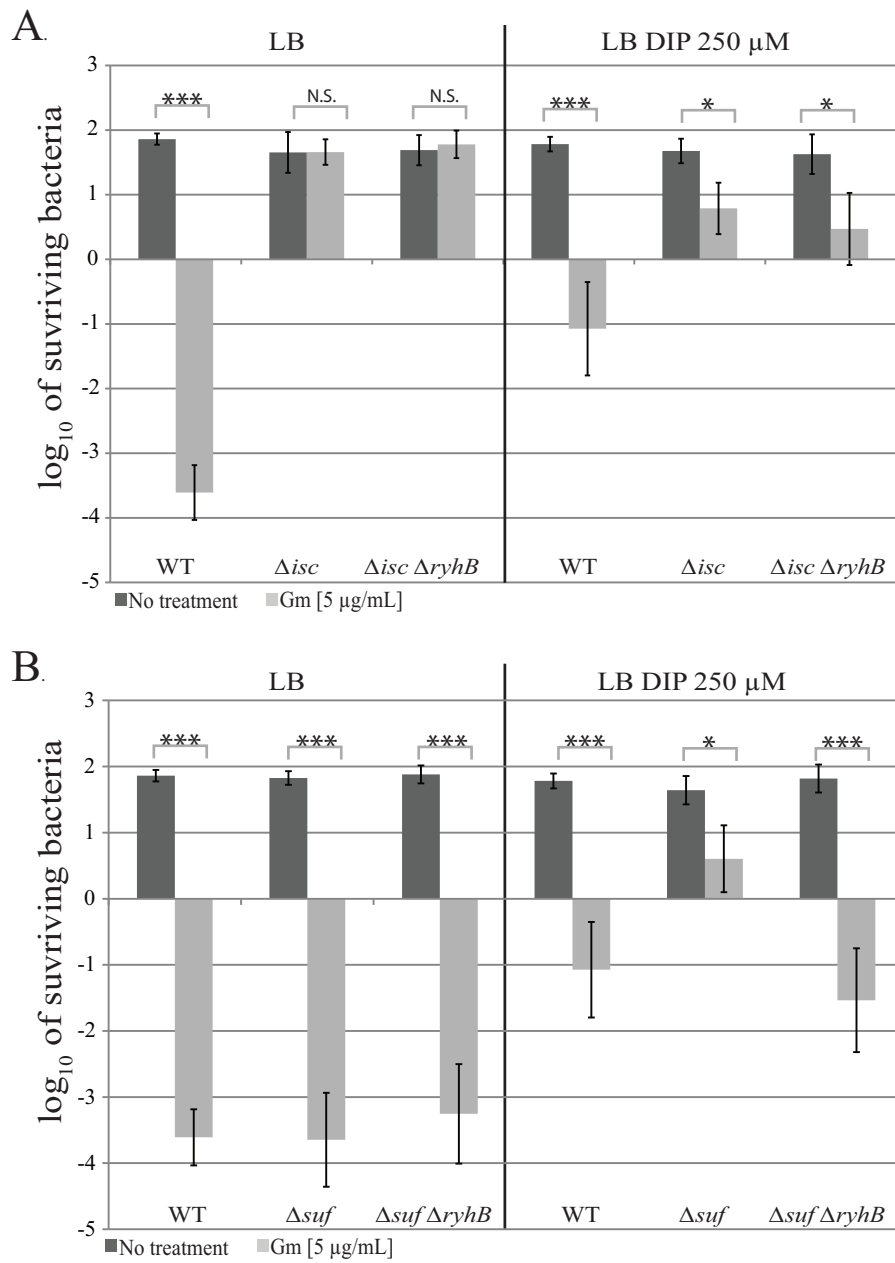 A.
LB
LB DIP 250 µM
log10 of suvriving bacteria
3
2
1
0
-1
-2
-3
-4
-5
*** N.S. N.S. *** * *
WT Δisc Δisc ΔryhB WT Δisc Δisc ΔryhB
No treatment Gm [5 µg/mL]
B.
LB
LB DIP 250 µM
log10 of suvriving bacteria
3
2
1
0
-1
-2
-3
-4
-5
*** *** *** *** * ***
WT Δsuf Δsuf ΔryhB WT Δsuf Δsuf ΔryhB
No treatment Gm [5 µg/mL]